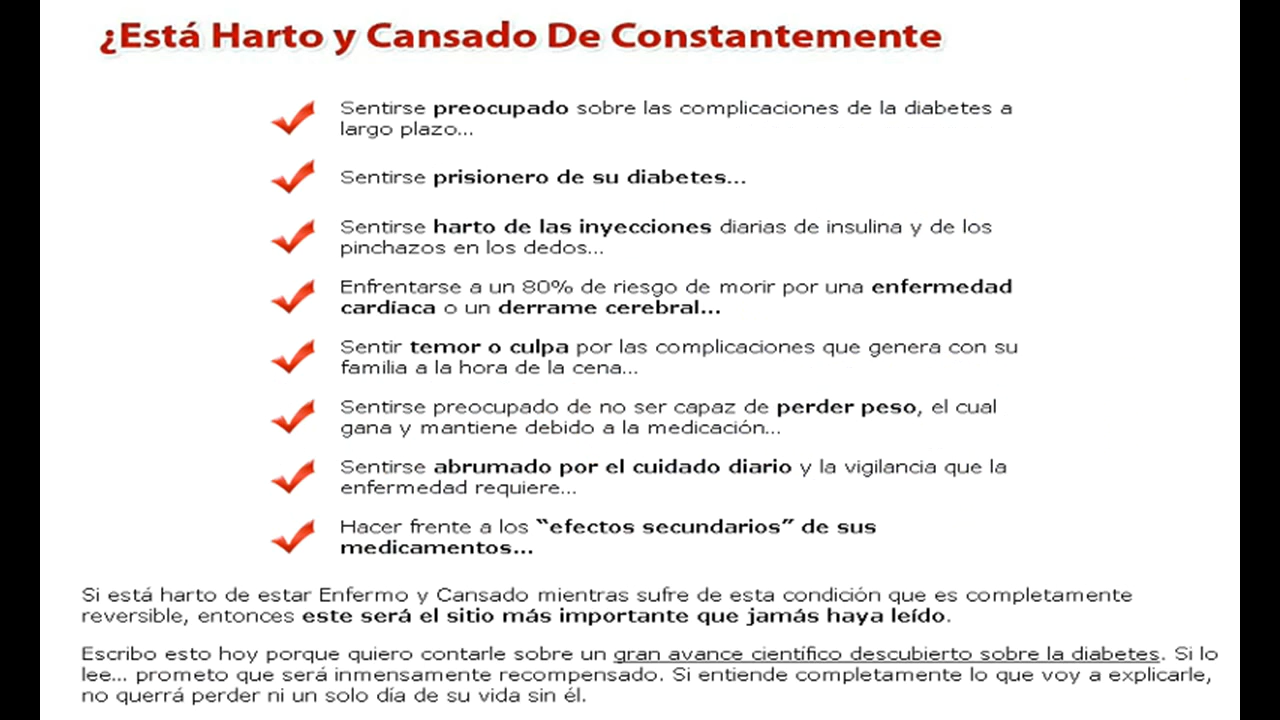 ¿Está Harto y Cansado De Constantemente
Sentirse preocupado sobre las complicaciones de la diabetes a
largo plazo...
Sentirse prisionero de su diabetes...
Sentirse harto de las inyecciones diarias de insulina y de los
pinchazos en los dedos...
Enfrentarse a un 80% de riesgo de morir por una enfermedad
cardíaca o un derrame cerebral...
Sentir temor o culpa por las complicaciones que genera con su
familia a la hora de la cena...
Sentirse preocupado de no ser capaz de perder peso, el cual
gana y mantiene debido a la medicación...
Sentirse abrumado por el cuidado diario y la vigilancia que la
enfermedad requiere...
Hacer frente a los “efectos secundarios” de sus
medicamentos...
Si está harto de estar Enfermo y Cansado mientras sufre de esta condición que es completamente
reversible, entonces este será el sitio más importante que jamás haya leído.
Escribo esto hoy porque quiero contarle sobre un gran avance científico descubierto sobre la diabetes. Si lo
lee... prometo que será inmensamente recompensado. Si entiende completamente lo que voy a explicarle,
no querrá perder ni un solo día de su vida sin él.